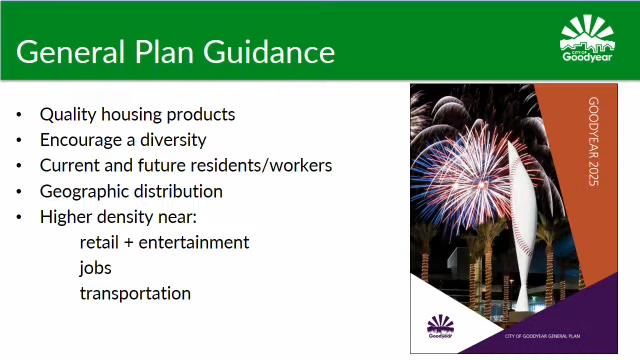 General Plan Guidance
CITY OF
Goodyear
• Quality housing products
• Encourage a diversity
• Current and future residents/workers
• Geographic distribution
• Higher density near:
retail + entertainment
jobs
transportation
GOODYEAR 2025
Goodyear
CITY OF GOODYEAR GENERAL PLAN